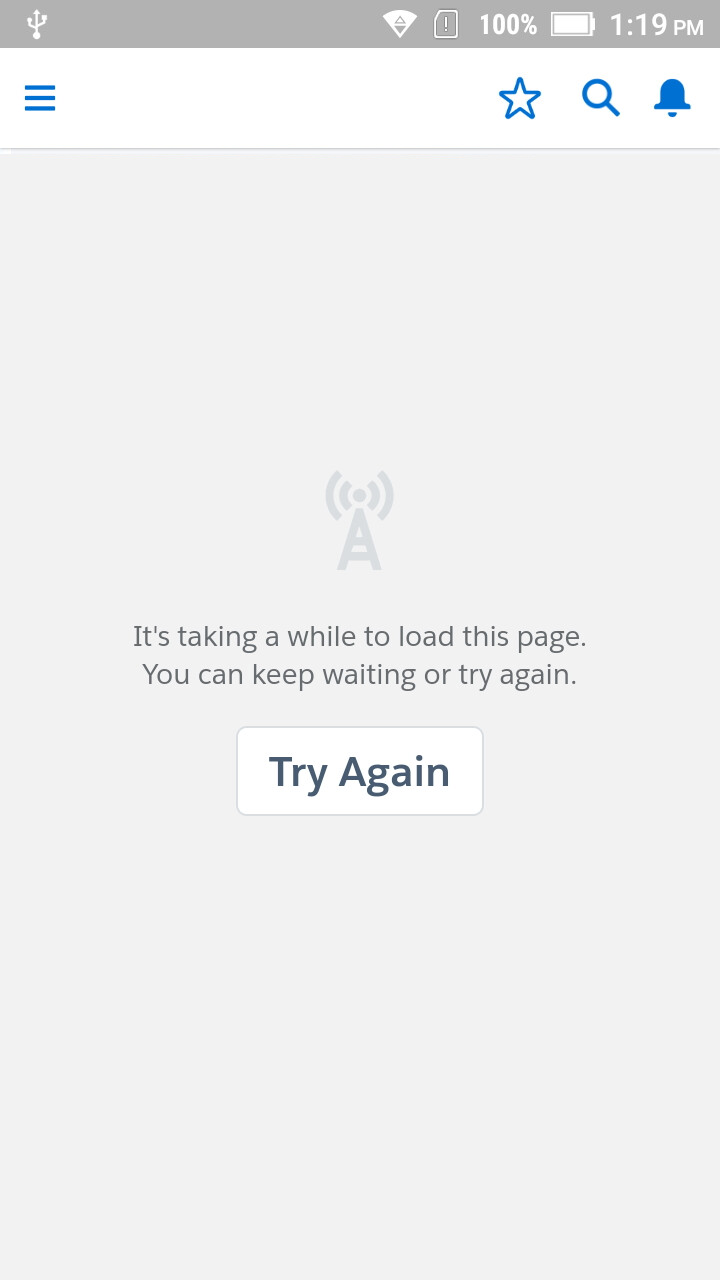 100% 1:19 PM
It's taking a while to load this page.
You can keep waiting or try again.
Try Again